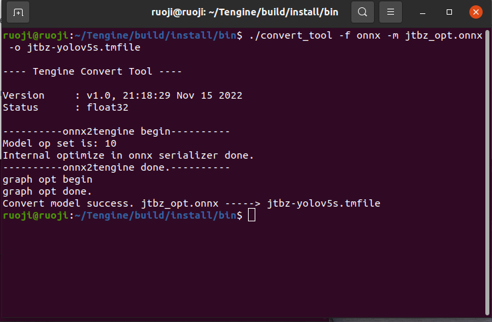 ruoji@ruoji: ~/Tengine/build/install/bin
ruoji@ruoji:~/Tengine/build/install/bin$ ./convert_tool -f onnx -m jtbz_opt.onnx
 -o jtbz-yolov5s.tmfile
---- Tengine Convert Tool ----
Version     : v1.0, 21:18:29 Nov 15 2022
Status      : float32
----------onnx2tengine begin----------
Model op set is: 10
Internal optimize in onnx serializer done.
----------onnx2tengine done.----------
graph opt begin
graph opt done.
Convert model success. jtbz_opt.onnx -----> jtbz-yolov5s.tmfile
ruoji@ruoji:~/Tengine/build/install/bin$